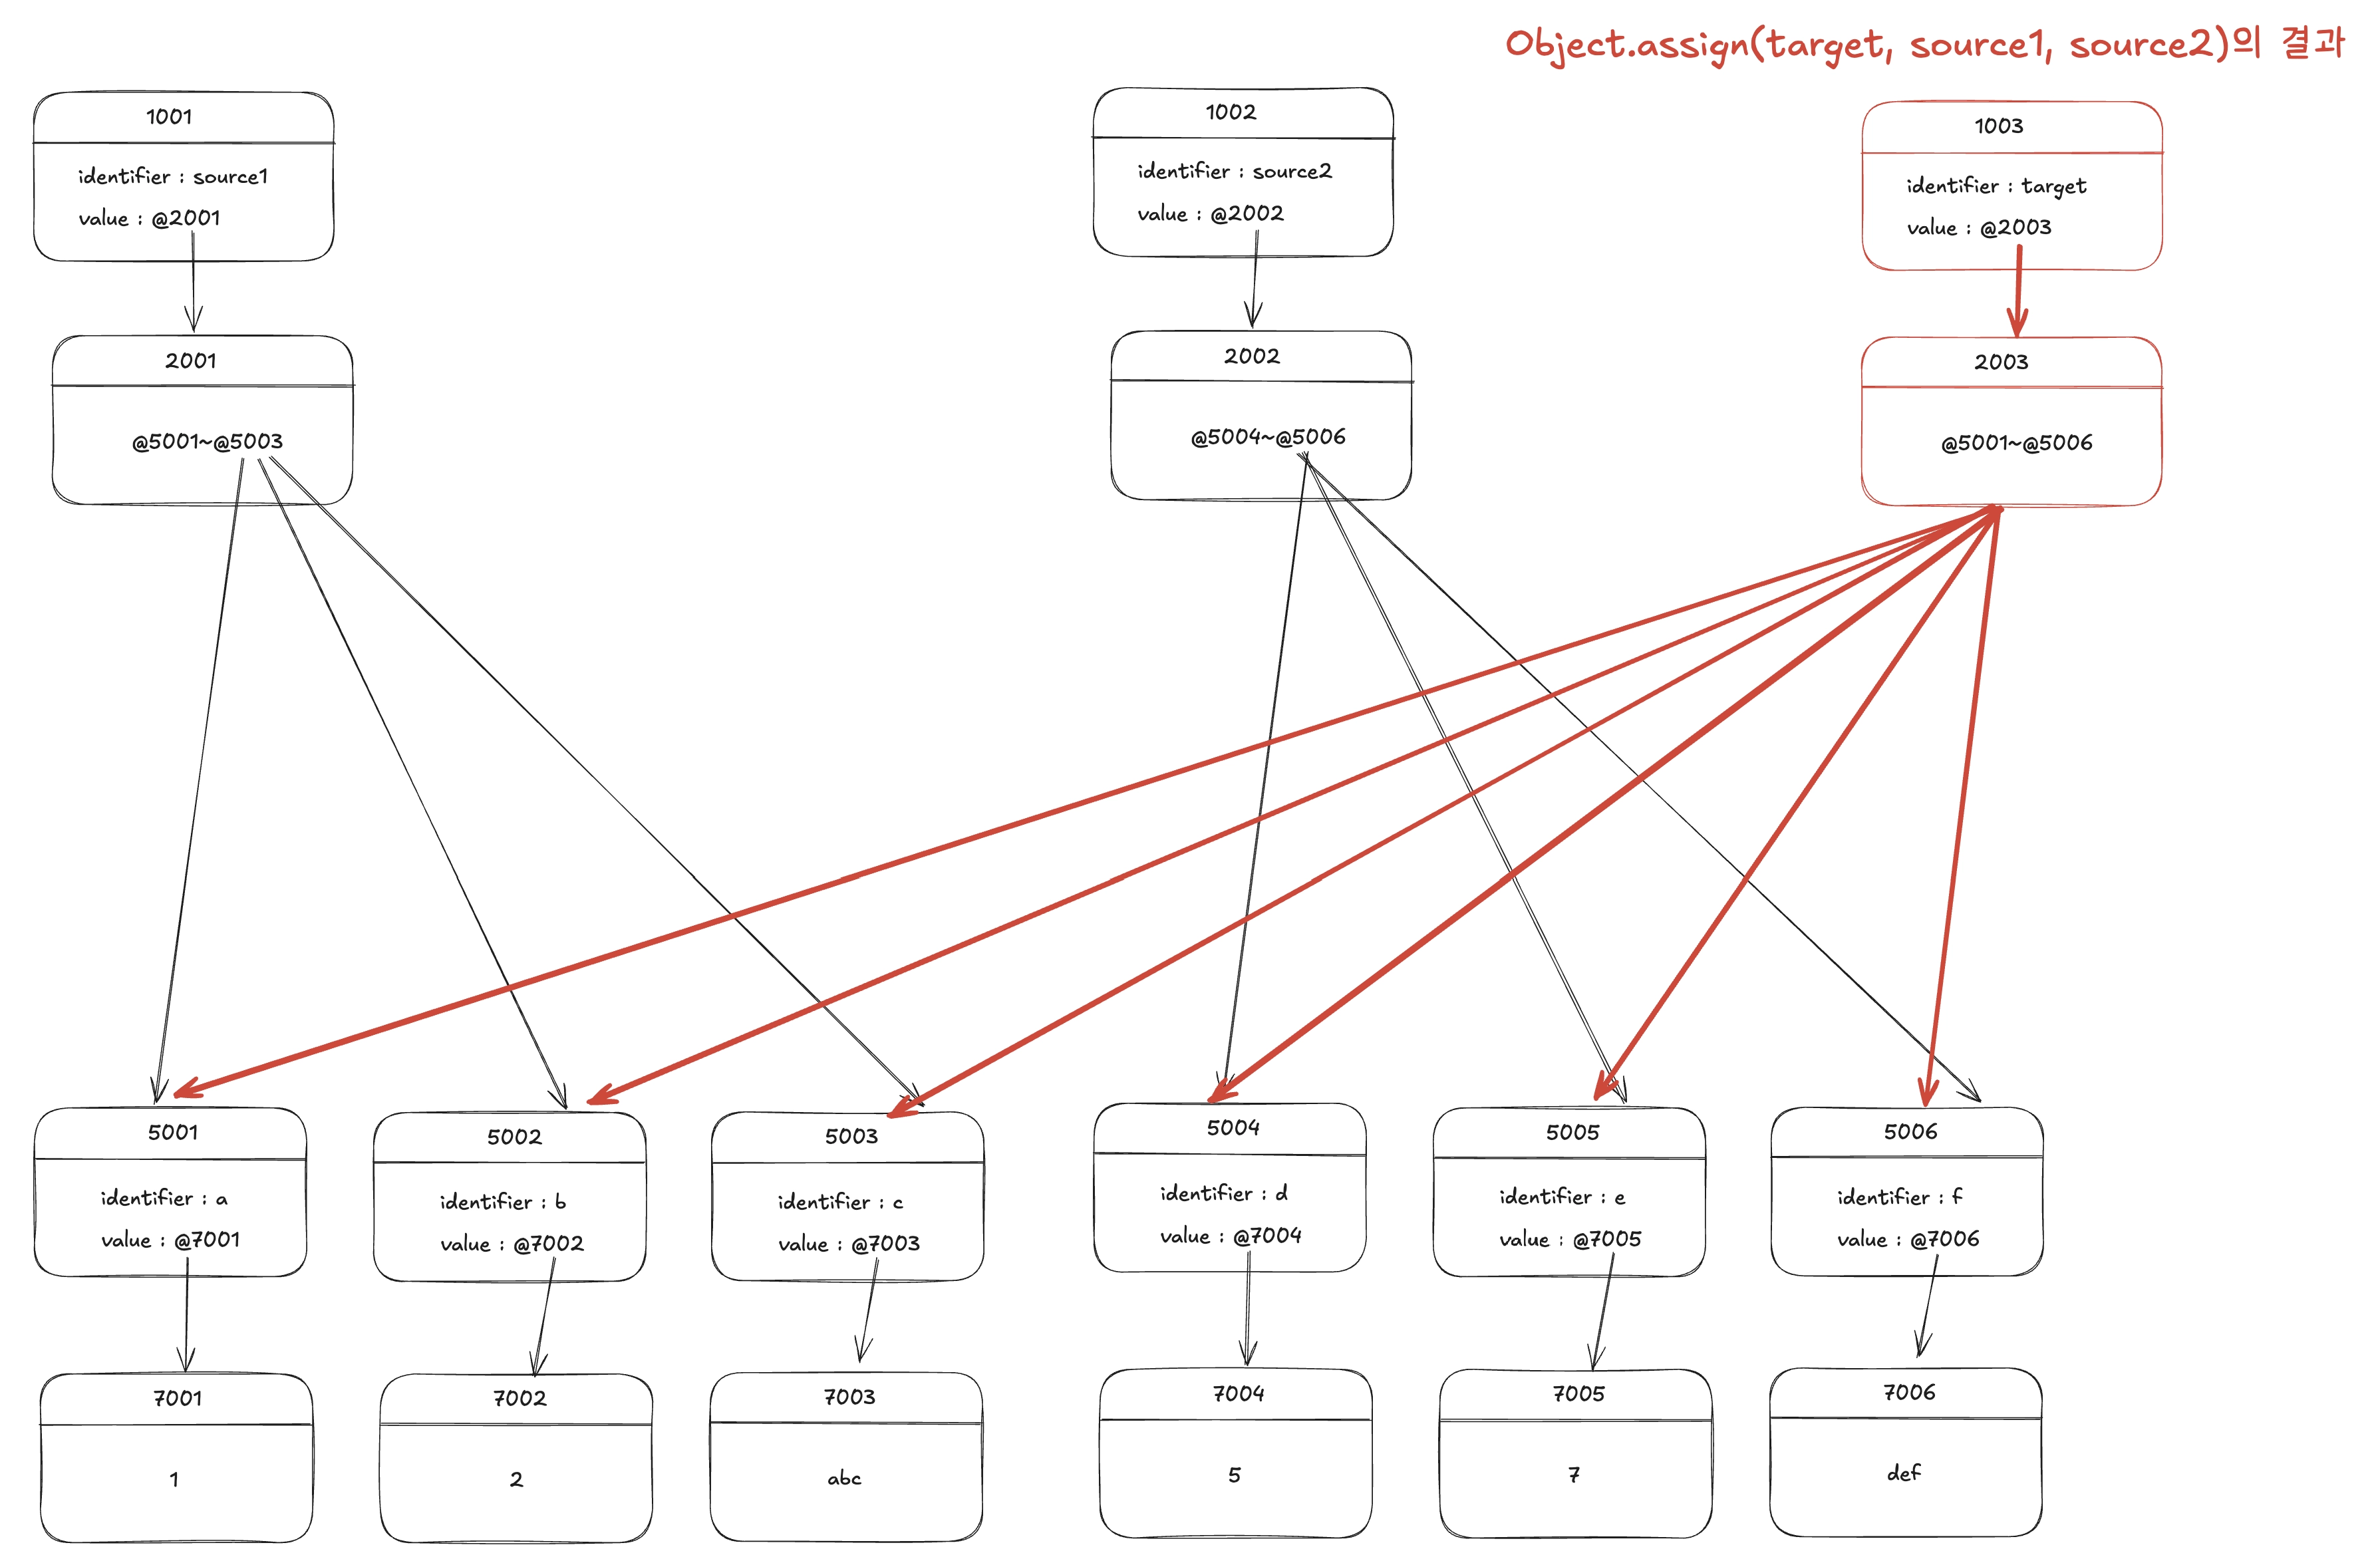 Object.assign(target, source1, source2)의 결과
1001
identifier : source1
value : @2001
1002
identifier : source2
value : @2002
1003
identifier : target
value : @2003
2001
@5001~@5003
2002
@5004~@5006
2003
@5001~@5006
5001
identifier : a
value : @7001
5002
identifier : b
value : @7002
5003
identifier : c
value : @7003
5004
identifier : d
value : @7004
5005
identifier : e
value : @7005
5006
identifier : f
value : @7006
7001
1
7002
2
7003
abc
7004
5
7005
7
7006
def